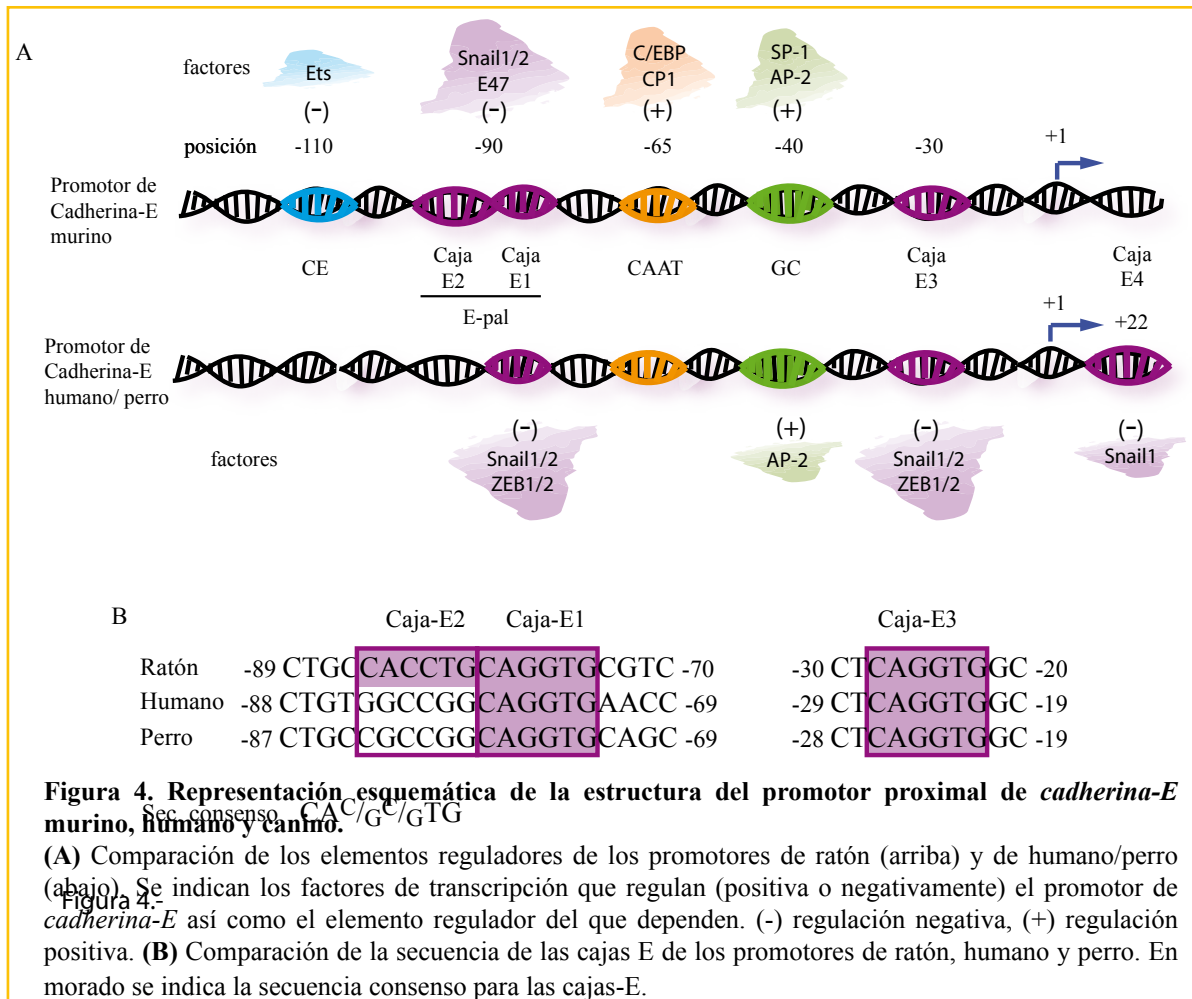 A
factores
Ets
Snail1/2
E47
C/EBP
CP1
SP-1
AP-2
(-) (-) (+) (+)
posición -110 -90 -65 -40 -30 +1
Promotor de
Cadherina-E
murino
CE Caja E2 Caja E1 CAAT GC Caja E3 Caja E4
E-pal
+1 +22
Promotor de
Cadherina-E
humano/ perro
(-) (+) (-) (-)
factores
Snail1/2
ZEB1/2
AP-2
Snail1/2
ZEB1/2
Snail1
B
Caja-E2 Caja-E1 Caja-E3
Ratón -89 CTGCCACCTGCAGGTGCGTC -70 -30 CTCAGGTGGC -20
Humano -88 CTGTGGCCGGCAGGTGAACC -69 -29 CTCAGGTGGC -19
Perro -87 CTGCCGCCGGCAGGTGCAGC -69 -28 CTCAGGTGGC -19
Sec. consenso CAC/GC/GTG
Figura 4. Representación esquemática de la estructura del promotor proximal de cadherina-E
murino, humano y canino.
(A) Comparación de los elementos reguladores de los promotores de ratón (arriba) y de humano/perro
(abajo). Se indican los factores de transcripción que regulan (positiva o negativamente) el promotor de
Figura 4.-
cadherina-E así como el elemento regulador del que dependen. (-) regulación negativa, (+) regulación
positiva. (B) Comparación de la secuencia de las cajas E de los promotores de ratón, humano y perro. En
morado se indica la secuencia consenso para las cajas-E.